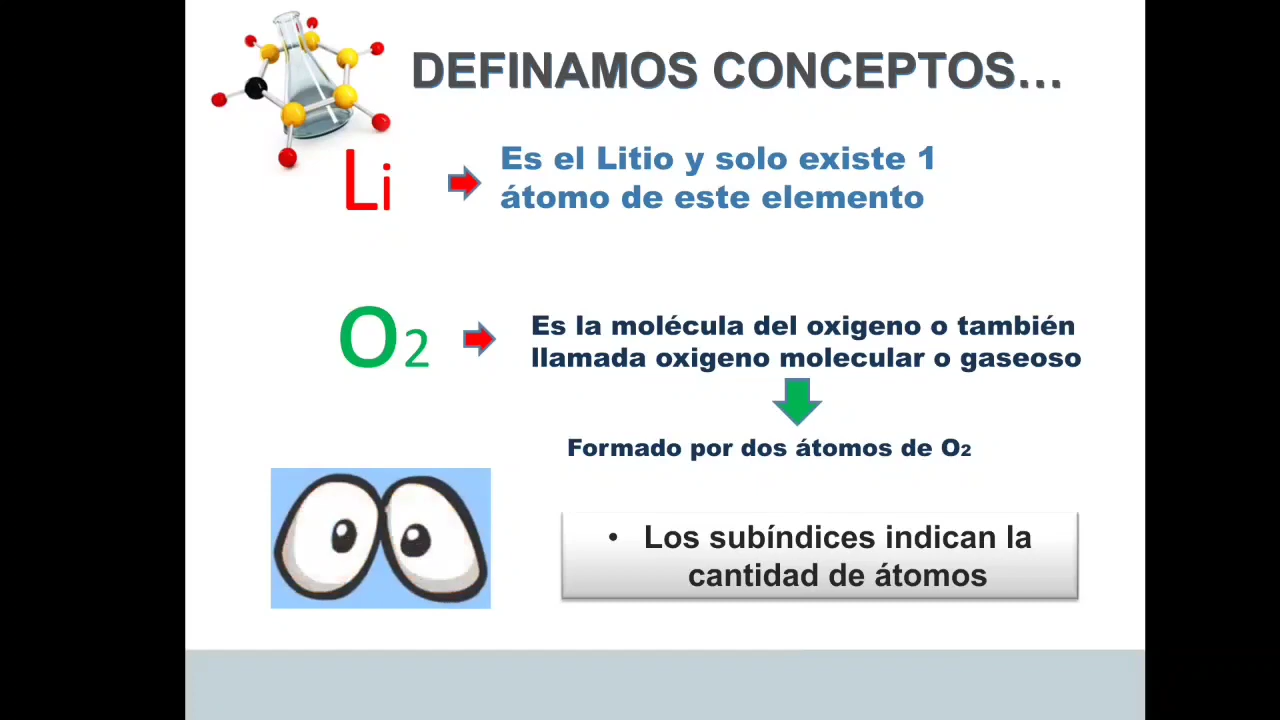 DEFINAMOS CONCEPTOS...
Li
Es el Litio y solo existe 1
átomo de este elemento
O2
Es la molécula del oxigeno o también
llamada oxigeno molecular o gaseoso
Formado por dos átomos de O2
• Los subíndices indican la
cantidad de átomos